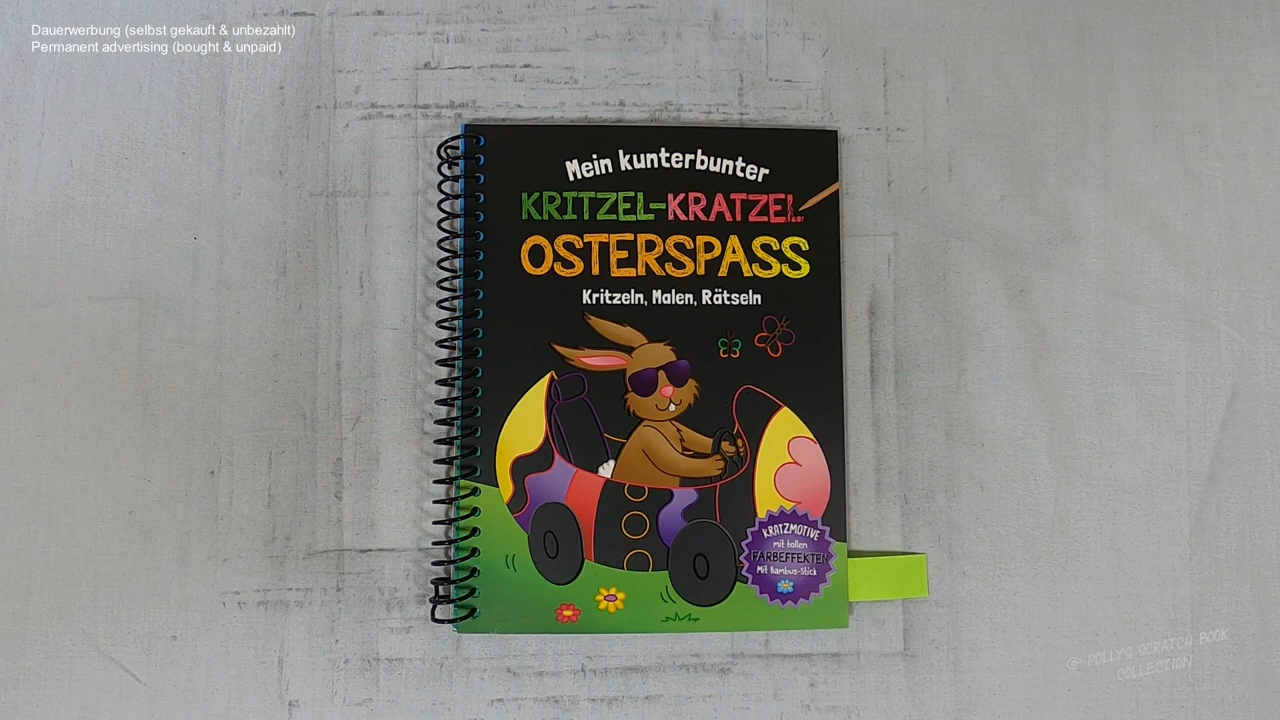 Dauerwerbung (selbst gekauft & unbezahlt)
Permanent advertising (bought & unpaid)
Mein kunterbunter
KRITZEL-KRATZEL
OSTERSPASS
Kritzeln, Malen, Rätseln
KRATZMOTIVE
mit tollen
FARBEFFEKTEN
Mit Bambus-Stick
@ POLLY'S SCRATCH BOOK
COLLECTION